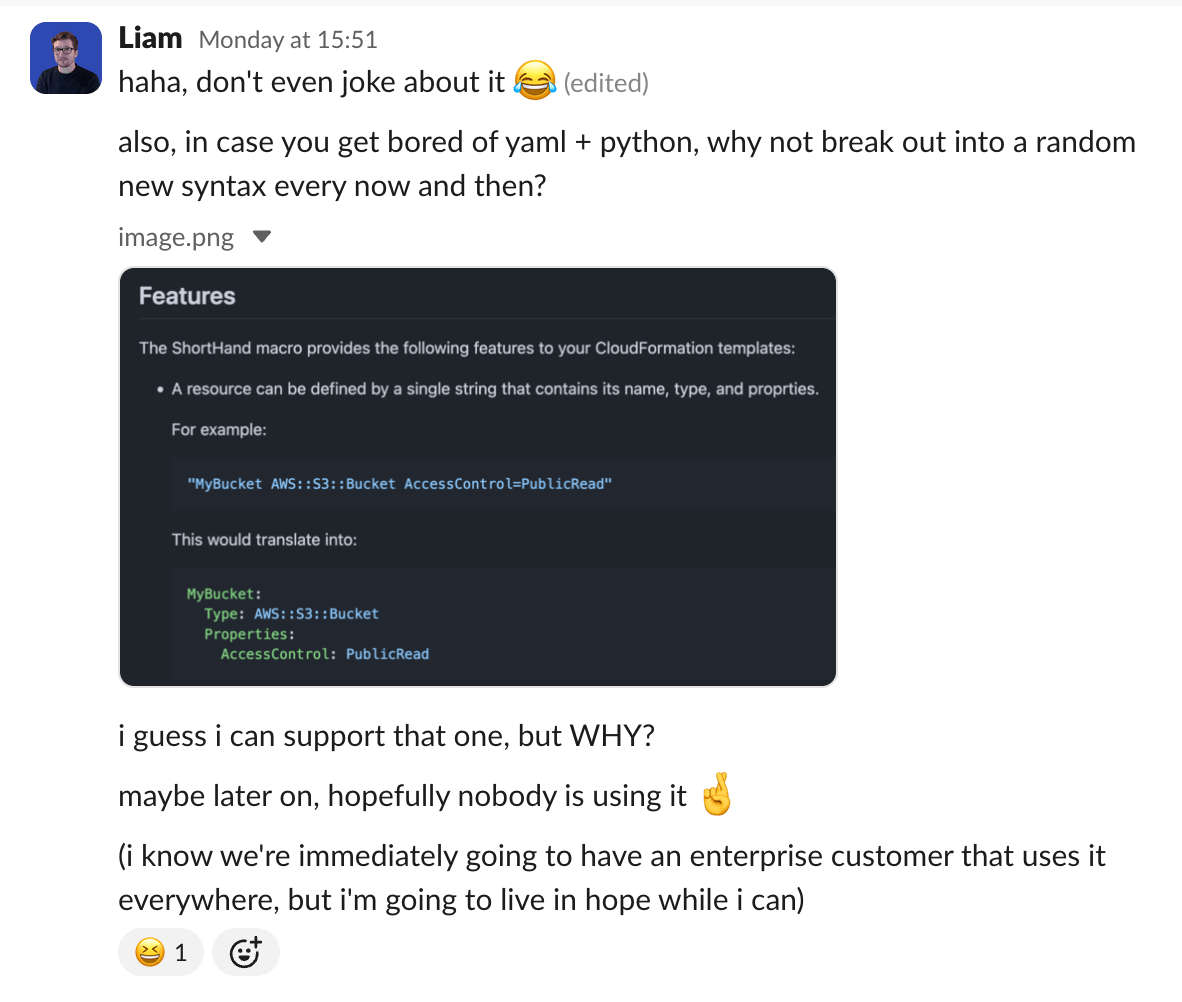 Liam Monday at 15:51
haha, don't even joke about it 😂 (edited)
also, in case you get bored of yaml + python, why not break out into a random
new syntax every now and then?
image.png
Features
The ShortHand macro provides the following features to your CloudFormation templates:
• A resource can be defined by a single string that contains its name, type, and proprties.
For example:
"MyBucket AWS::S3::Bucket AccessControl=PublicRead"
This would translate into:
MyBucket:
  Type: AWS::S3::Bucket
  Properties:
    AccessControl: PublicRead
i guess i can support that one, but WHY?
maybe later on, hopefully nobody is using it 🤞
(i know we're immediately going to have an enterprise customer that uses it
everywhere, but i'm going to live in hope while i can)
😆 1